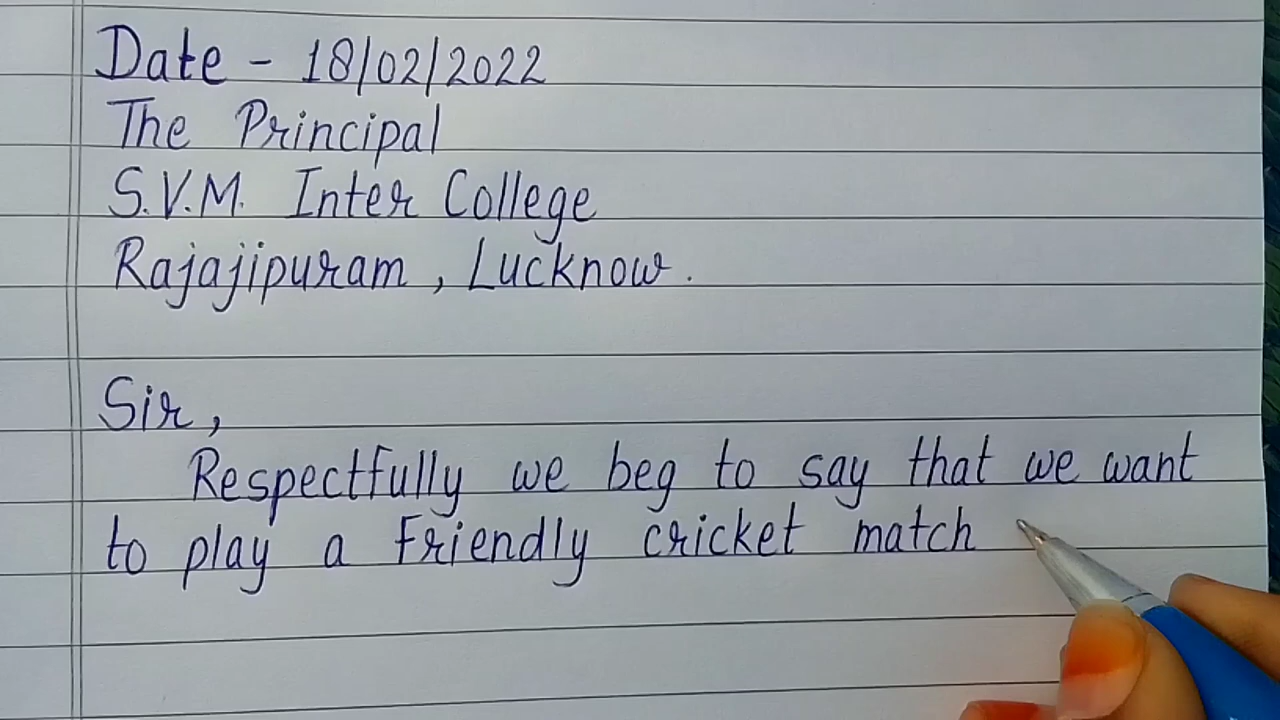 Date - 18/02/2022
The Principal
S.V.M. Inter College
Rajajipuram , Lucknow .
Sir ,
Respectfully we beg to say that we want
to play a friendly cricket match